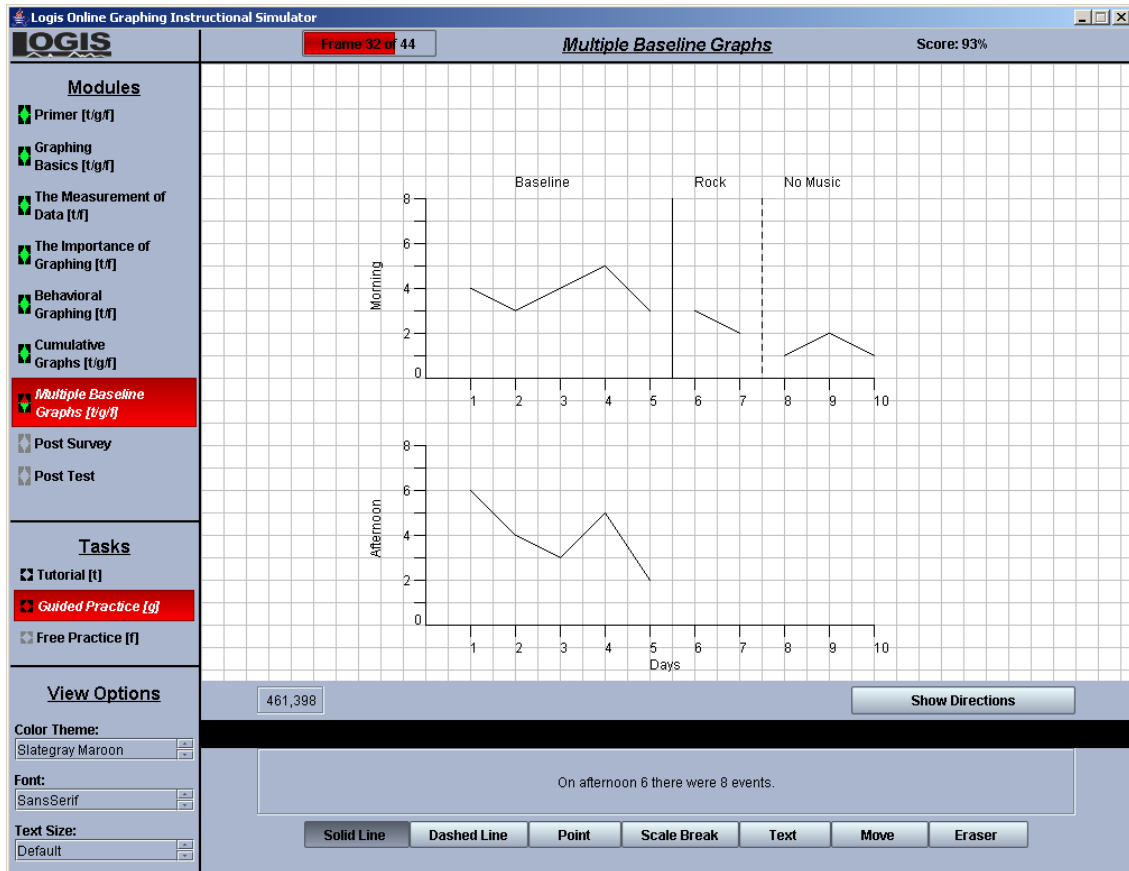 Logis Online Graphing Instructional Simulator
LOGIS
Frame 32 of 44
Multiple Baseline Graphs
Score: 93%
Modules
Primer [t/g/f]
Graphing
Basics [t/g/f]
The Measurement of
Data [t/f]
The Importance of
Graphing [t/f]
Behavioral
Graphing [t/f]
Cumulative
Graphs [t/g/f]
Multiple Baseline
Graphs [t/g/f]
Post Survey
Post Test
Tasks
Tutorial [t]
Guided Practice [g]
Free Practice [f]
View Options
Color Theme:
Slategray Maroon
Font:
SansSerif
Text Size:
Default
Baseline Rock No Music
Morning
8
6
4
2
0
1 2 3 4 5 6 7 8 9 10
Afternoon
8
6
4
2
0
1 2 3 4 5 6 7 8 9 10
Days
461,398
Show Directions
On afternoon 6 there were 8 events.
Solid Line Dashed Line Point Scale Break Text Move Eraser